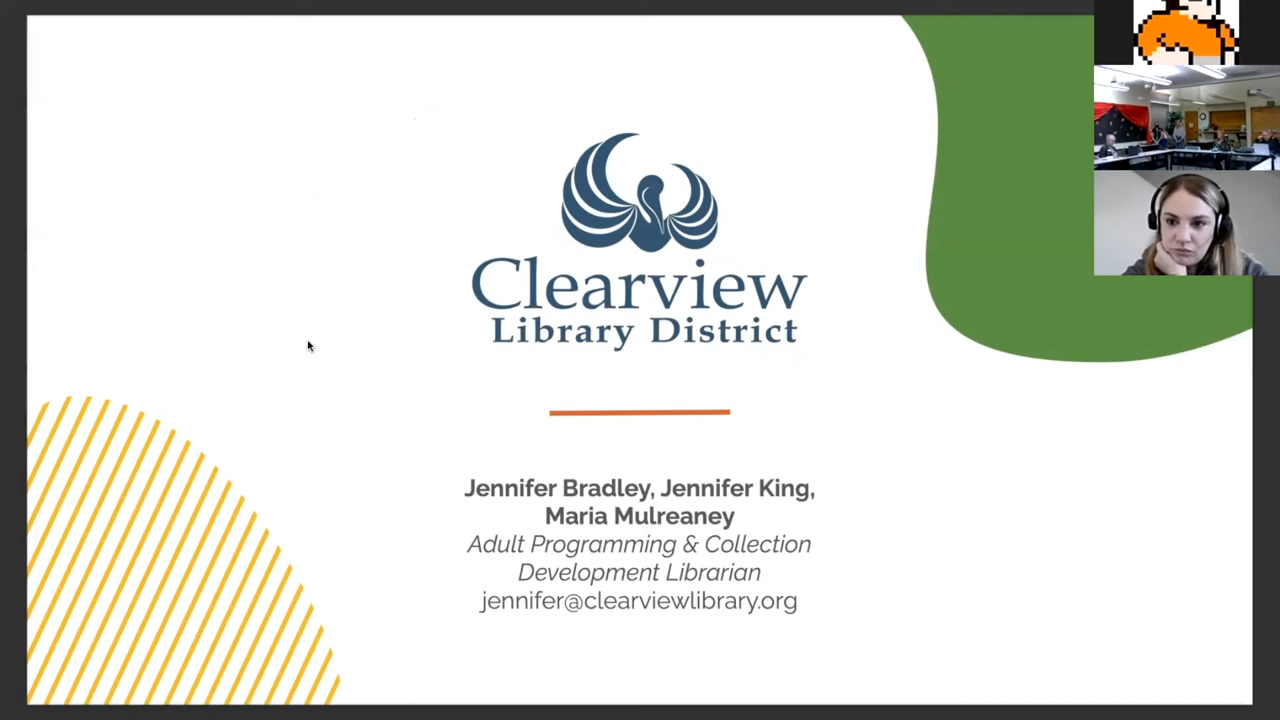 Clearview
Library District
Jennifer Bradley, Jennifer King,
Maria Mulreaney
Adult Programming & Collection
Development Librarian
jennifer@clearviewlibrary.org